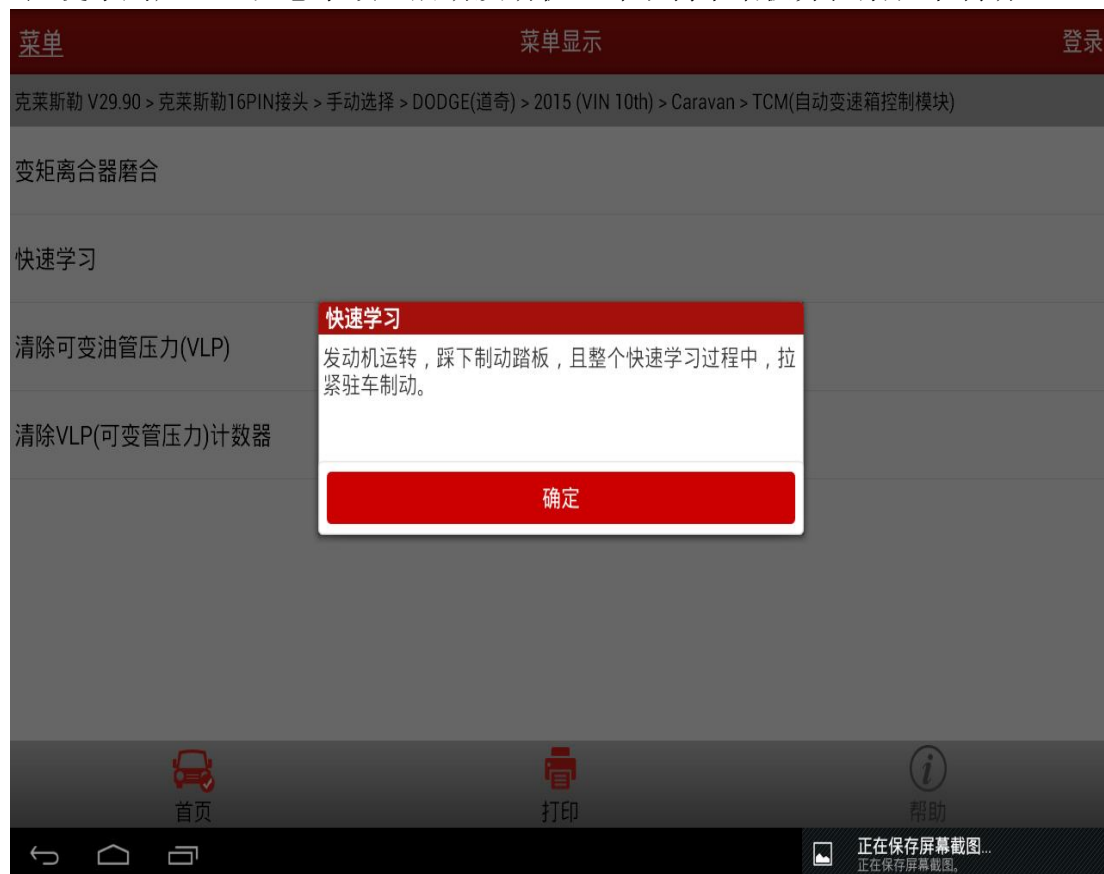 菜单
菜单显示
登录
克莱斯勒 V29.90 > 克莱斯勒16PIN接头 > 手动选择 > DODGE(道奇) > 2015 (VIN 10th) > Caravan > TCM(自动变速箱控制模块)
变矩离合器磨合
快速学习
清除可变油管压力(VLP)
清除VLP(可变管压力)计数器
快速学习
发动机运转，踩下制动踏板，且整个快速学习过程中，拉
紧驻车制动。
确定
首页
打印
帮助
正在保存屏幕截图...
正在保存屏幕截图。